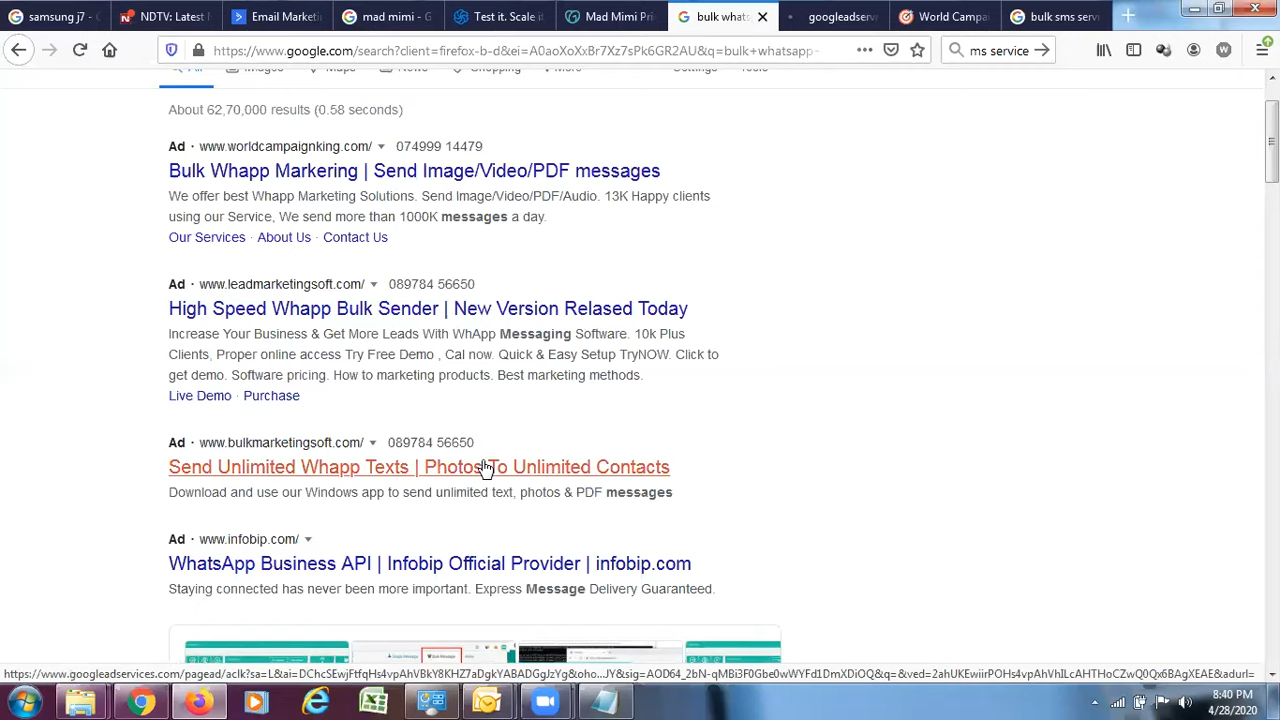 samsung j7 - G
NDTV: Latest
Email Marketi
mad mimi - G
Test it. Scale i
Mad Mimi Pri
bulk whats
googleadserv
World Campa
bulk sms serv
https://www.google.com/search?client=firefox-b-d&ei=A0aoXsXxBr7Xz7sPk6GR2AU&q=bulk+whatsapp-
ms service
About 62,70,000 results (0.58 seconds)
Ad · www.worldcampaignking.com/ 074999 14479
Bulk Whapp Markering | Send Image/Video/PDF messages
We offer best Whapp Marketing Solutions. Send Image/Video/PDF/Audio. 13K Happy clients
using our Service, We send more than 1000K messages a day.
Our Services · About Us · Contact Us
Ad · www.leadmarketingsoft.com/ 089784 56650
High Speed Whapp Bulk Sender | New Version Relased Today
Increase Your Business & Get More Leads With WhApp Messaging Software. 10k Plus
Clients, Proper online access Try Free Demo , Cal now. Quick & Easy Setup TryNOW. Click to
get demo. Software pricing. How to marketing products. Best marketing methods.
Live Demo · Purchase
Ad · www.bulkmarketingsoft.com/ 089784 56650
Send Unlimited Whapp Texts | Photos To Unlimited Contacts
Download and use our Windows app to send unlimited text, photos & PDF messages
Ad · www.infobip.com/
WhatsApp Business API | Infobip Official Provider | infobip.com
Staying connected has never been more important. Express Message Delivery Guaranteed.
8:40 PM
4/28/2020